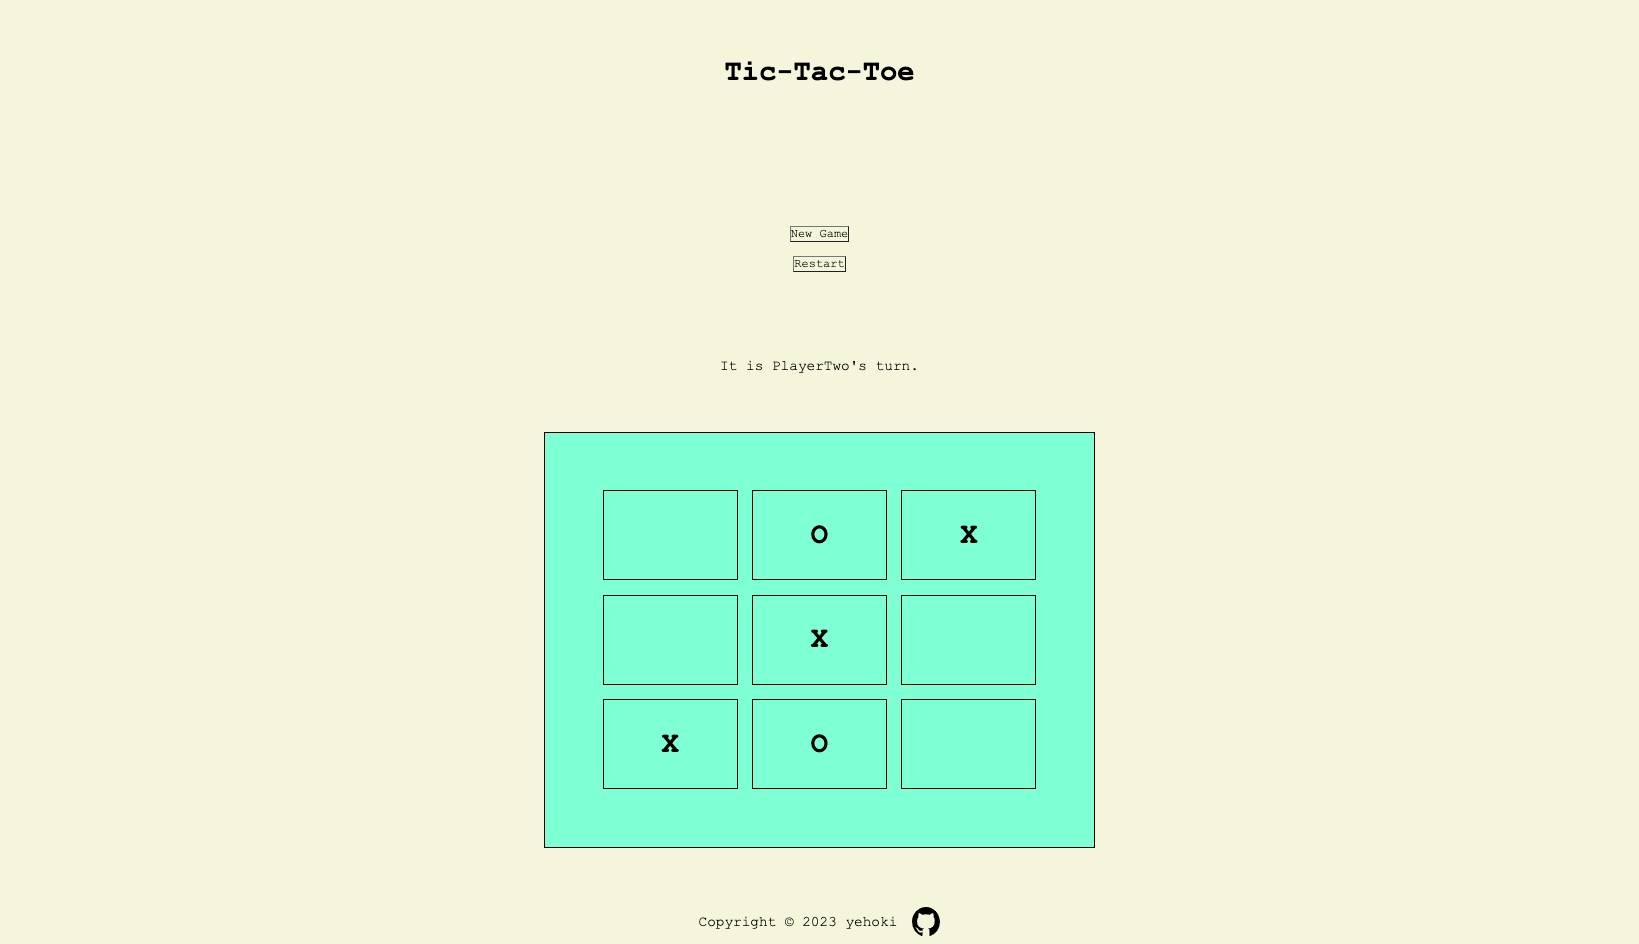 Tic-Tac-Toe
New Game
Restart
It is PlayerTwo's turn.
O X
X
X O
Copyright © 2023 yehoki